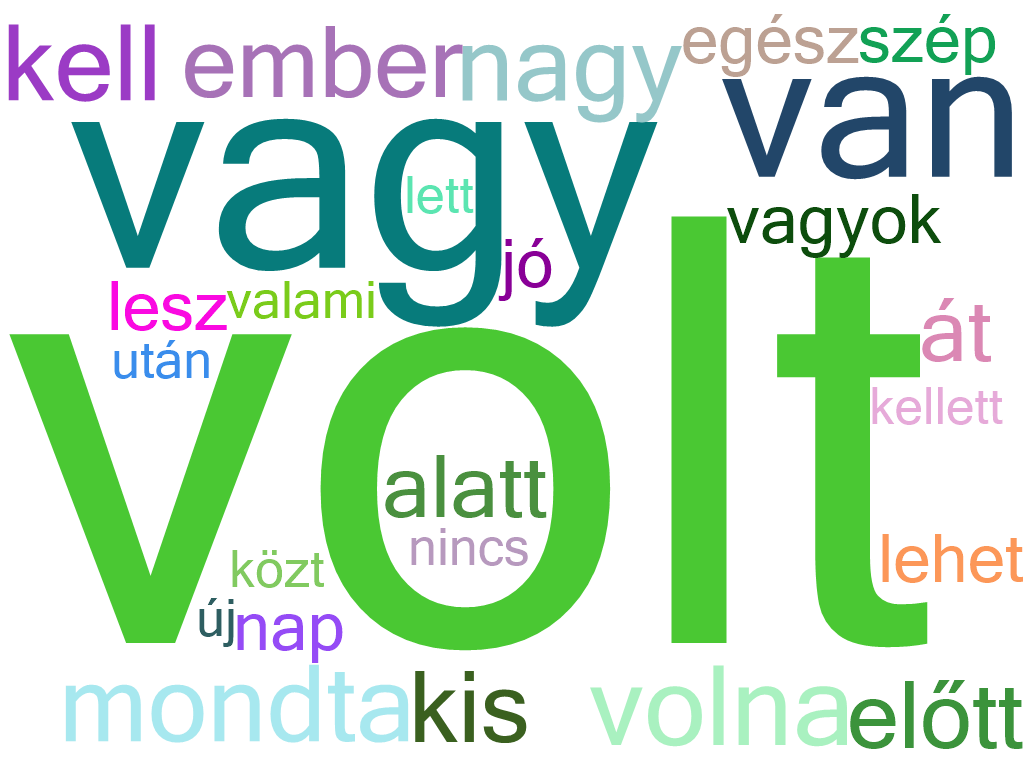 kell ember nagy egész szép
vagy van
lett vagyok
jó
lesz valami
után át
volt kellett
alatt
nincs
közt lehet
új nap
mondta kis volna előtt